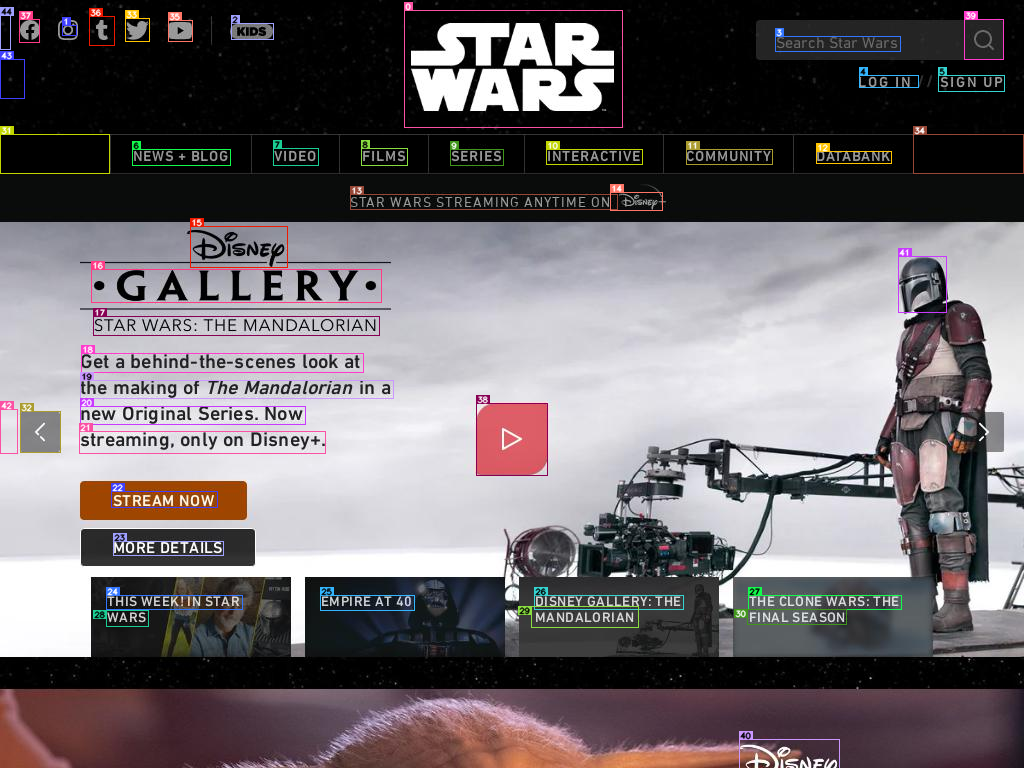 KIDS
STAR
WARS
Search Star Wars
LOG IN // SIGN UP
NEWS + BLOG
VIDEO
FILMS
SERIES
INTERACTIVE
COMMUNITY
DATABANK
STAR WARS STREAMING ANYTIME ON Disney+
Disney
• GALLERY •
STAR WARS: THE MANDALORIAN
Get a behind-the-scenes look at
the making of The Mandalorian in a
new Original Series. Now
streaming, only on Disney+.
STREAM NOW
MORE DETAILS
THIS WEEK! IN STAR
WARS
EMPIRE AT 40
DISNEY GALLERY: THE
MANDALORIAN
THE CLONE WARS: THE
FINAL SEASON
Disney